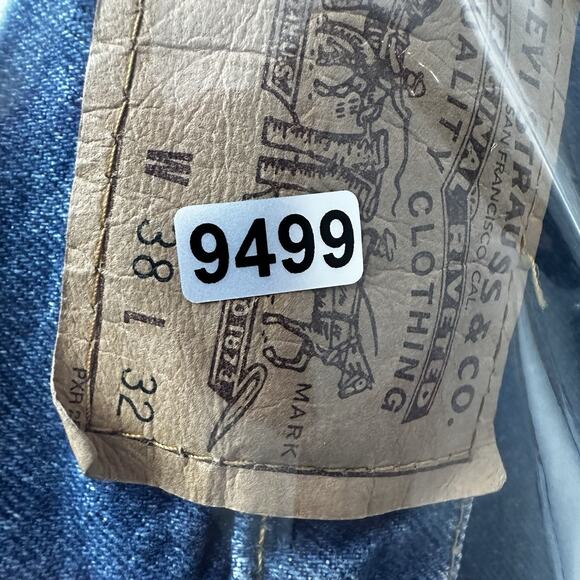 LEVI STRAUSS & CO.
SAN FRANCISCO, CAL.
QUALITY CLOTHING
MARK
W 38 L 32
9499